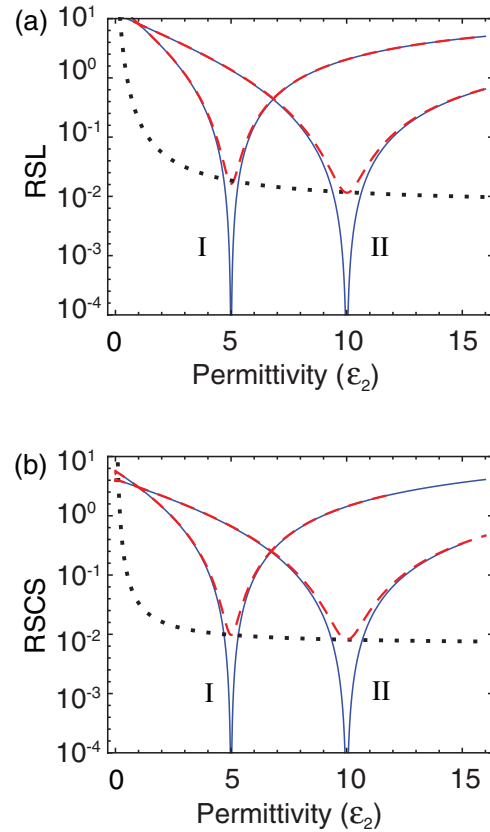 (a)
10¹
10⁰
10⁻¹
10⁻²
10⁻³
10⁻⁴
RSL
I
II
0 5 10 15
Permittivity (ε₂)
(b)
10¹
10⁰
10⁻¹
10⁻²
10⁻³
10⁻⁴
RSCS
I
II
0 5 10 15
Permittivity (ε₂)